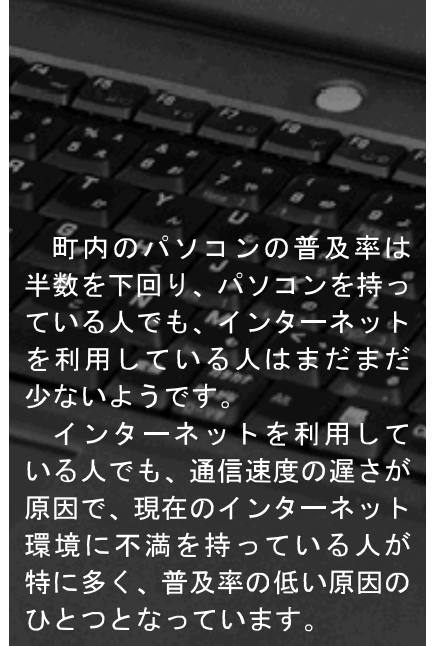 町内のパソコンの普及率は
半数を下回り、パソコンを持っ
ている人でも、インターネット
を利用している人はまだまだ
少ないようです。
インターネットを利用して
いる人でも、通信速度の遅さが
原因で、現在のインターネット
環境に不満を持っている人が
特に多く、普及率の低い原因の
ひとつとなっています。